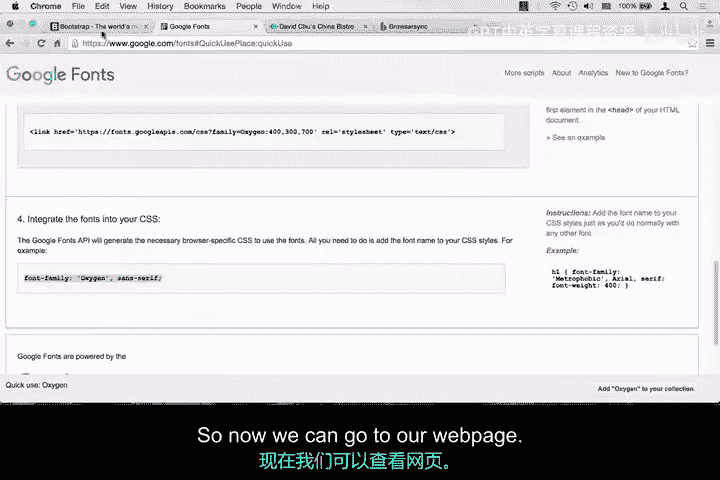 Chrome File Edit View History Bookmarks People Window Help 100%
Bootstrap - The world's m
Google Fonts
David Chu's China Bistro
Browsersync
https://www.google.com/fonts#QuickUsePlace:quickUse
Google Fonts
More scripts About Analytics New to Google Fonts?
<link href='https://fonts.googleapis.com/css?family=Oxygen:400,300,700' rel='stylesheet' type='text/css'>
first element in the <head> of your HTML
document.
» See an example
4. Integrate the fonts into your CSS:
The Google Fonts API will generate the necessary browser-specific CSS to use the fonts. All you need to do is add the font name to your CSS styles. For
example:
font-family: 'Oxygen', sans-serif;
Instructions: Add the font name to your
CSS styles just as you'd do normally with
any other font.
Example:
h1 { font-family:
'Metrophobic', Arial, serif;
font-weight: 400; }
Google Fonts are powered by the
Quick use: Oxygen
Add "Oxygen" to your collection
So now we can go to our webpage.
现在我们可以查看网页。